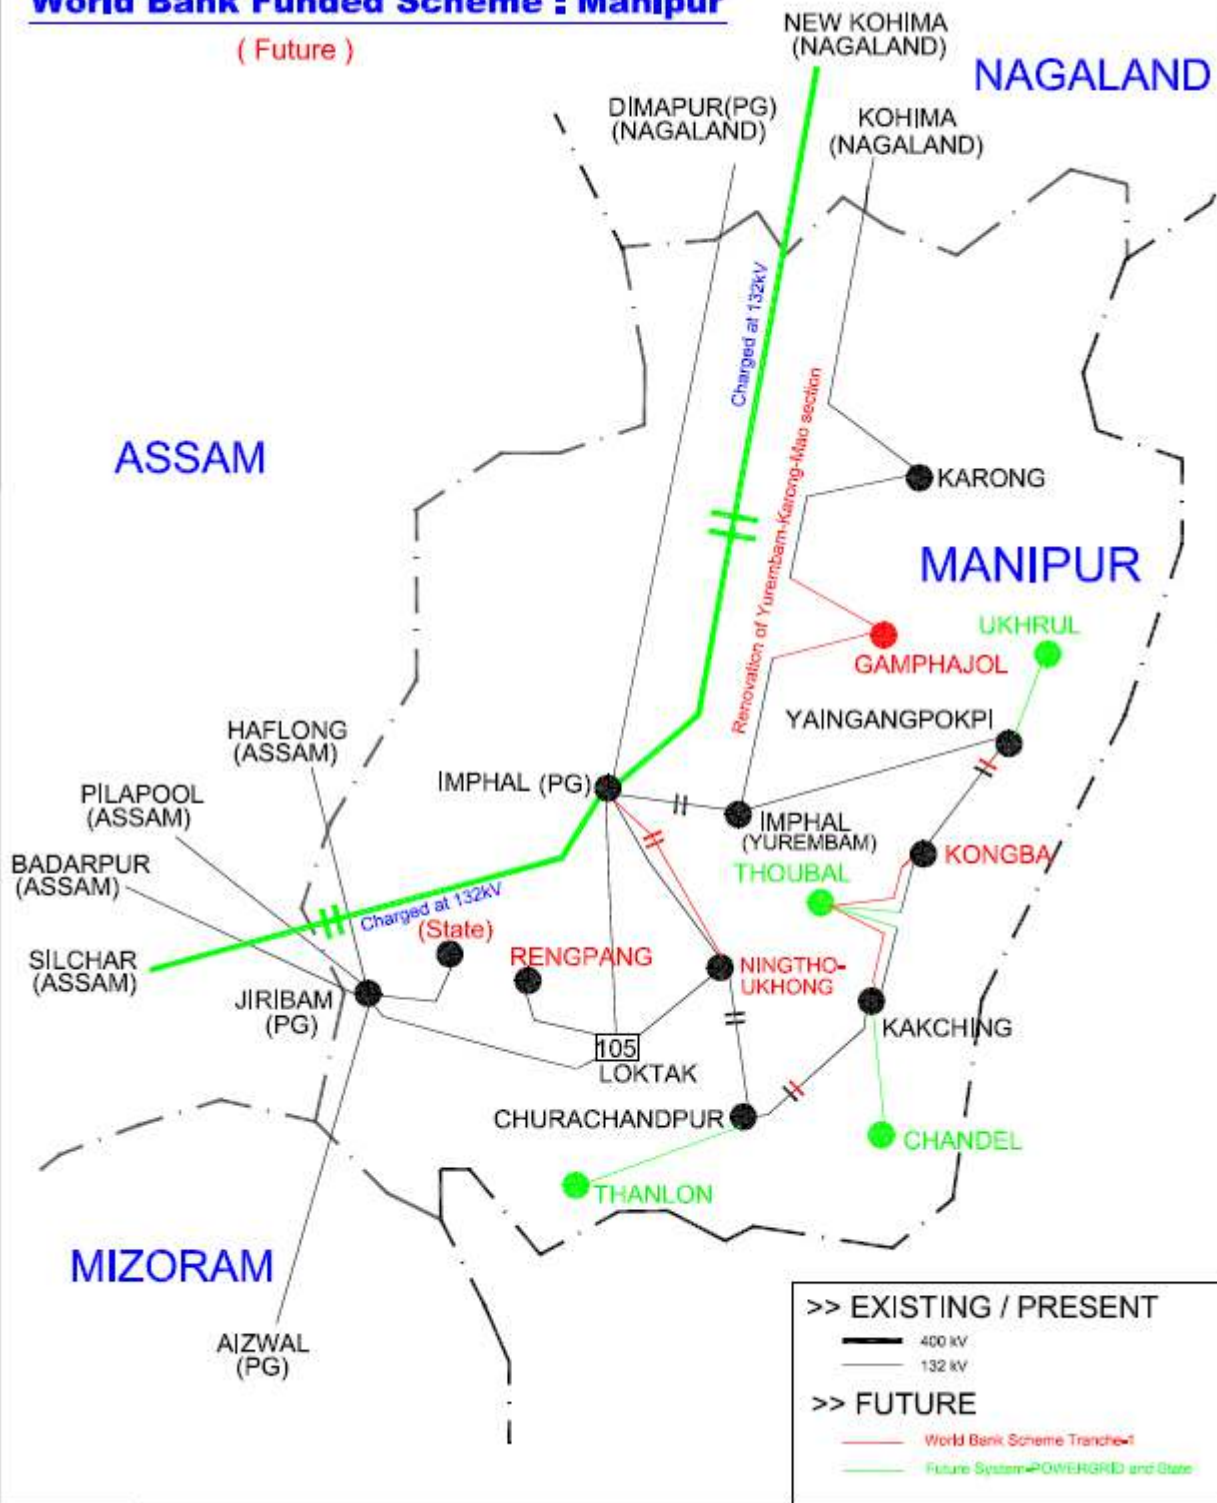 World Bank Funded Scheme : Manipur
( Future )
NEW KOHIMA
(NAGALAND)
NAGALAND
DIMAPUR(PG)
(NAGALAND)
KOHIMA
(NAGALAND)
Charged at 132kV
Renovation of Yurembam-Karong-Mao section
ASSAM
KARONG
MANIPUR
UKHRUL
GAMPHAJOL
YAINGANGPOKPI
HAFLONG
(ASSAM)
IMPHAL (PG)
PILAPOOL
(ASSAM)
IMPHAL
(YUREMBAM)
BADARPUR
(ASSAM)
KONGBA
THOUBAL
Charged at 132kV
(State)
SILCHAR
(ASSAM)
RENGPANG
NINGTHO-
UKHONG
JIRIBAM
(PG)
KAKCHING
105
LOKTAK
CHURACHANDPUR
CHANDEL
THANLON
MIZORAM
AIZWAL
(PG)
>> EXISTING / PRESENT
400 kV
132 kV
>> FUTURE
World Bank Scheme Tranche-1
Future System-POWERGRID and State